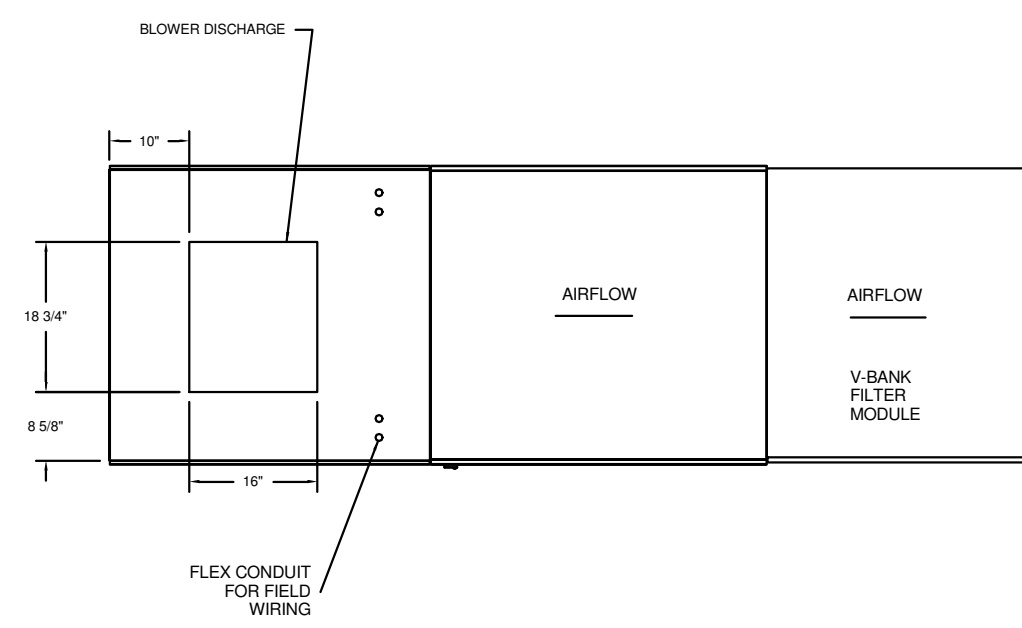 BLOWER DISCHARGE
10"
AIRFLOW
AIRFLOW
18 3/4"
V-BANK
FILTER
MODULE
8 5/8"
16"
FLEX CONDUIT
FOR FIELD
WIRING